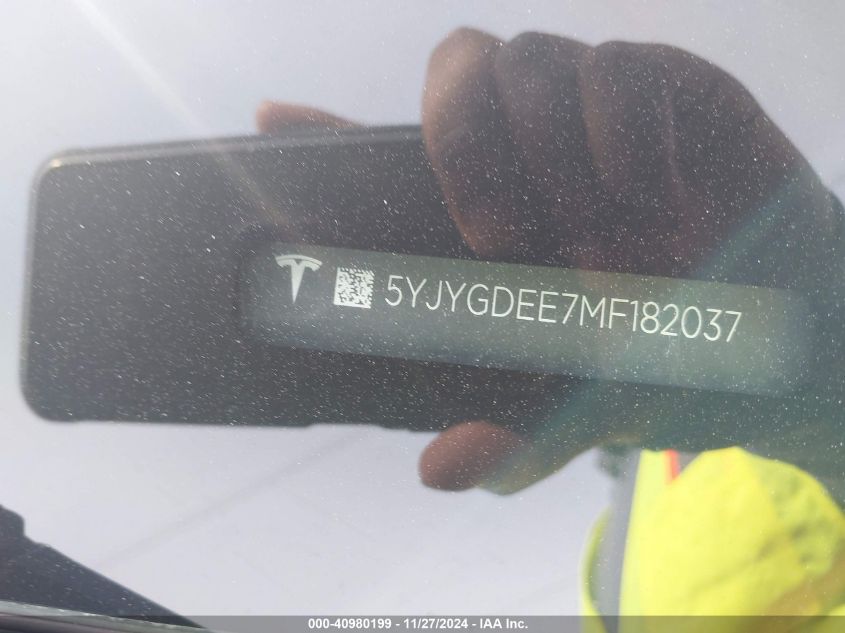 5YJYGDEE7MF182037
000-40980199 - 11/27/2024 - IAA Inc.